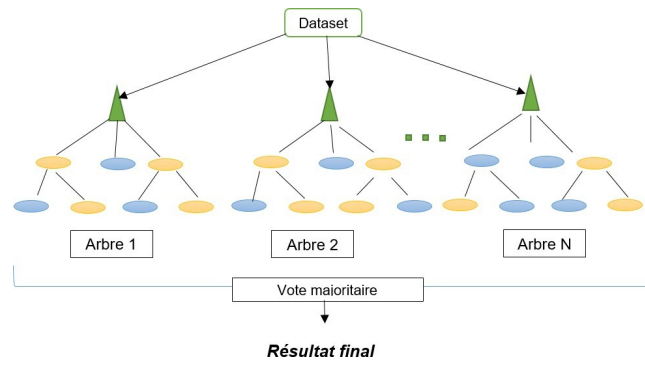 Dataset
Arbre 1
Arbre 2
Arbre N
Vote majoritaire
Résultat final